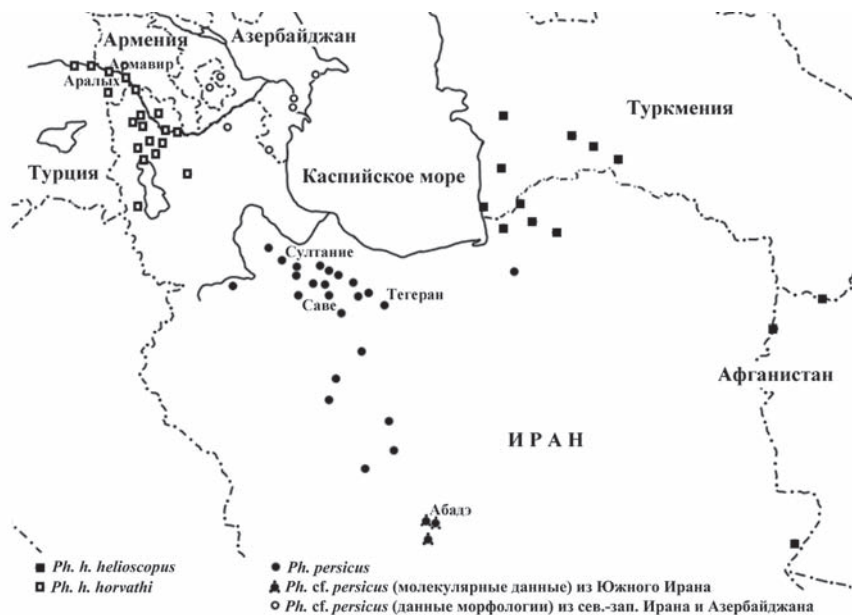 Армения
Азербайджан
Армавир
Аралых
Туркмения
Турция
Каспийское море
Султание
Тегеран
Саве
Афганистан
ИРАН
Абадэ
Ph. h. helioscopus
Ph. h. horvathi
Ph. persicus
Ph. cf. persicus (молекулярные данные) из Южного Ирана
Ph. cf. persicus (данные морфологии) из сев.-зап. Ирана и Азербайджана